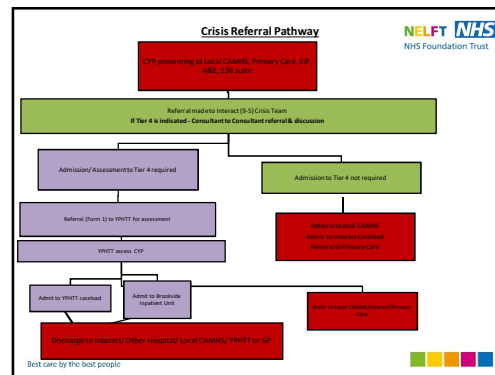 Crisis Referral Pathway
NELFT NHS
NHS Foundation Trust
CYP presenting at Local CAMHS, Primary Care, EIP,
A&E, 136 suite
Referral made to Interact (9-5) Crisis Team
If Tier 4 is indicated - Consultant to Consultant referral & discussion
Admission/ Assessment to Tier 4 required
Admission to Tier 4 not required
Referral (Form 1) to YPHTT for assessment
Referral to local CAMHS
Admit to Interact Caseload
Referral to Primary Care
YPHTT assess CYP
Admit to YPHTT caseload
Admit to Brookside
Inpatient Unit
Refer to Local CAMHS/Interact/Primary
Care
Discharge to Interact/ Other Hospital/ Local CAMHS/ YPHTT or GP
Best care by the best people